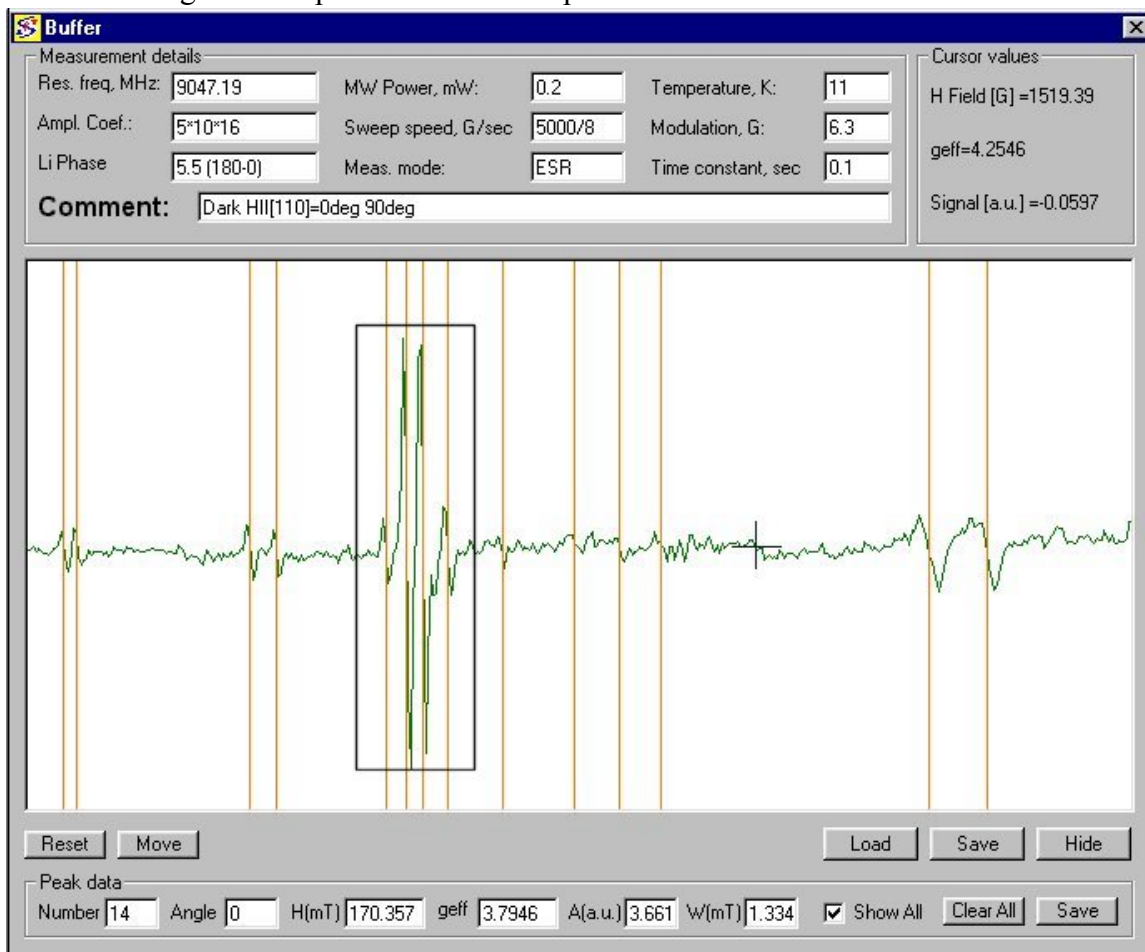 Buffer
Measurement details
Res. freq, MHz: 9047.19 MW Power, mW: 0.2 Temperature, K: 11
Ampl. Coef.: 5*10*16 Sweep speed, G/sec 5000/8 Modulation, G: 6.3
Li Phase 5.5 (180-0) Meas. mode: ESR Time constant, sec 0.1
Comment: Dark HII[110]=0deg 90deg
Cursor values
H Field [G] =1519.39
geff=4.2546
Signal [a.u.] =-0.0597
Reset Move Load Save Hide
Peak data
Number 14 Angle 0 H(mT) 170.357 geff 3.7946 A(a.u.) 3.661 W(mT) 1.334 Show All Clear All Save